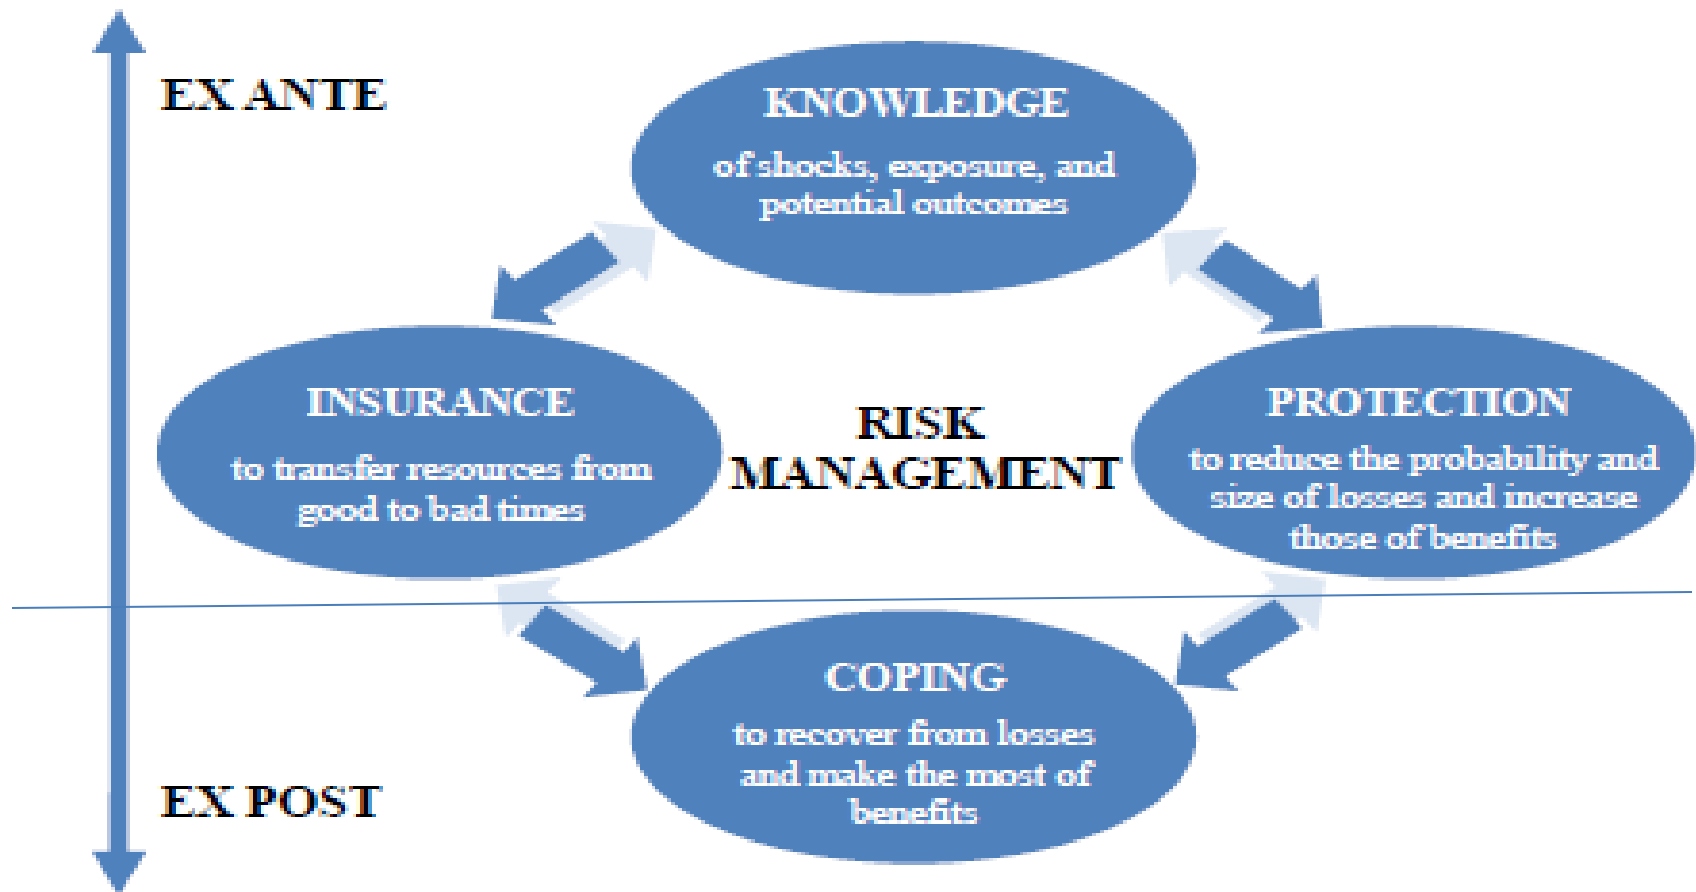 EX ANTE
KNOWLEDGE
of shocks, exposure, and
potential outcomes
INSURANCE
to transfer resources from
good to bad times
RISK
MANAGEMENT
PROTECTION
to reduce the probability and
size of losses and increase
those of benefits
COPING
to recover from losses
and make the most of
benefits
EX POST